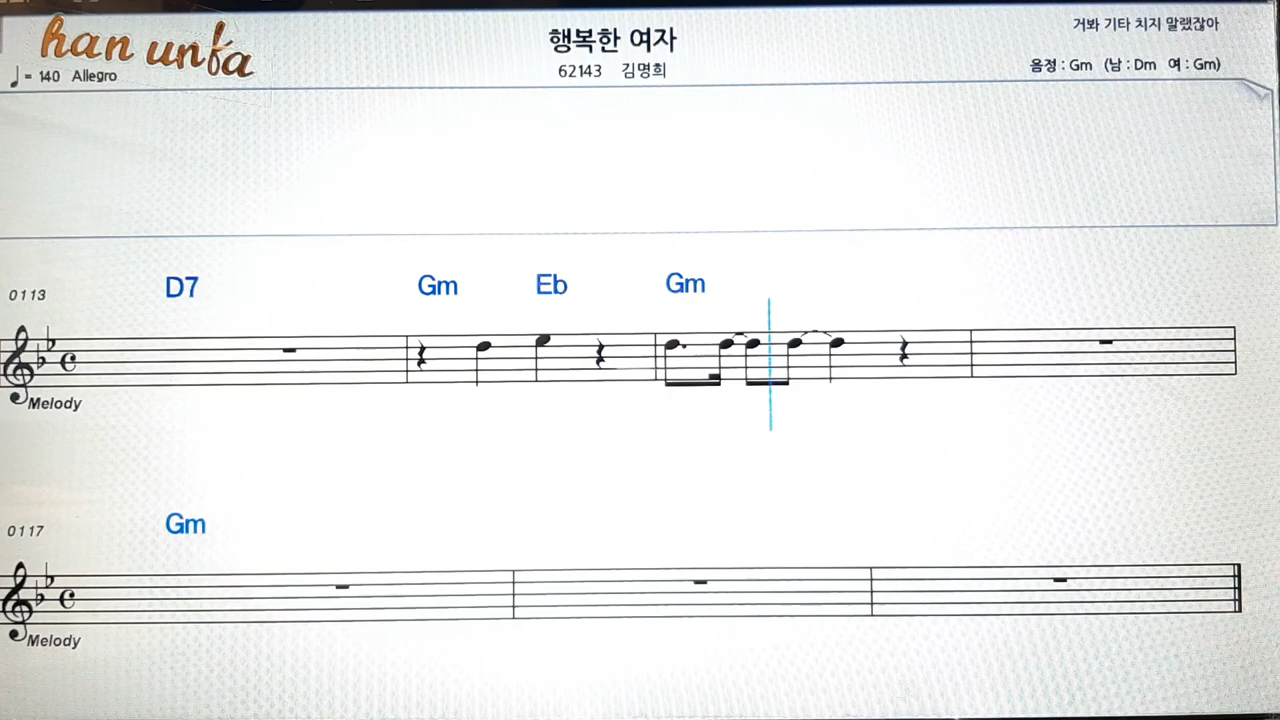 han unfa
행복한 여자
거봐 기타 치지 말랬잖아
♩= 140 Allegro
62143 김명희
음정 : Gm (남 : Dm 여 : Gm)
D7 Gm Eb Gm
0113
Melody
Gm
0117
Melody